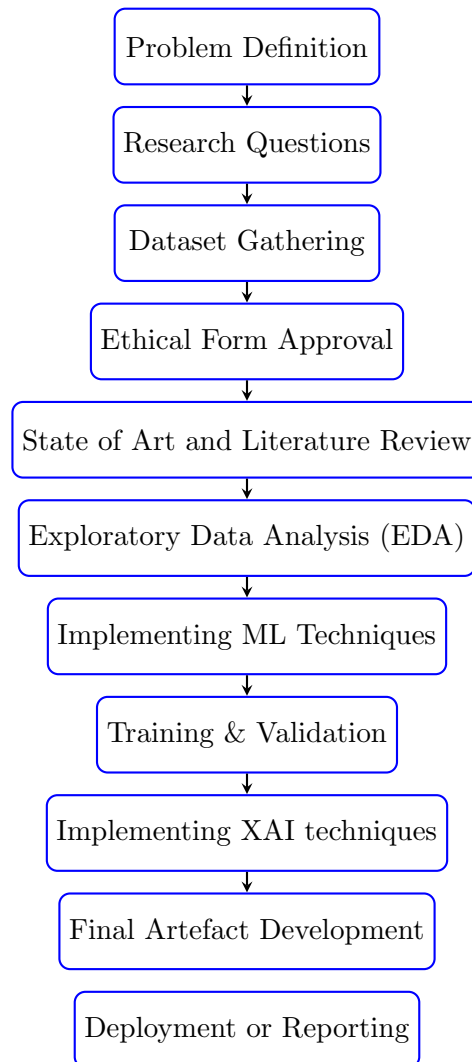 Problem Definition
Research Questions
Dataset Gathering
Ethical Form Approval
State of Art and Literature Review
Exploratory Data Analysis (EDA)
Implementing ML Techniques
Training & Validation
Implementing XAI techniques
Final Artefact Development
Deployment or Reporting